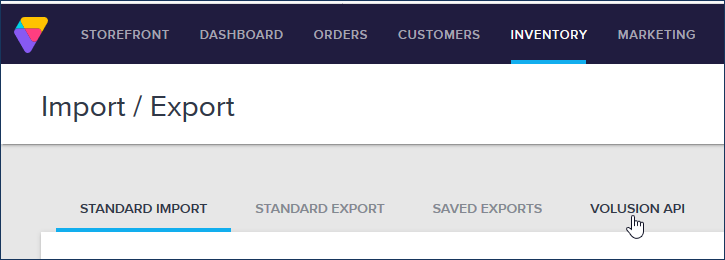 STOREFRONT DASHBOARD ORDERS CUSTOMERS INVENTORY MARKETING
Import / Export
STANDARD IMPORT STANDARD EXPORT SAVED EXPORTS VOLUSION API